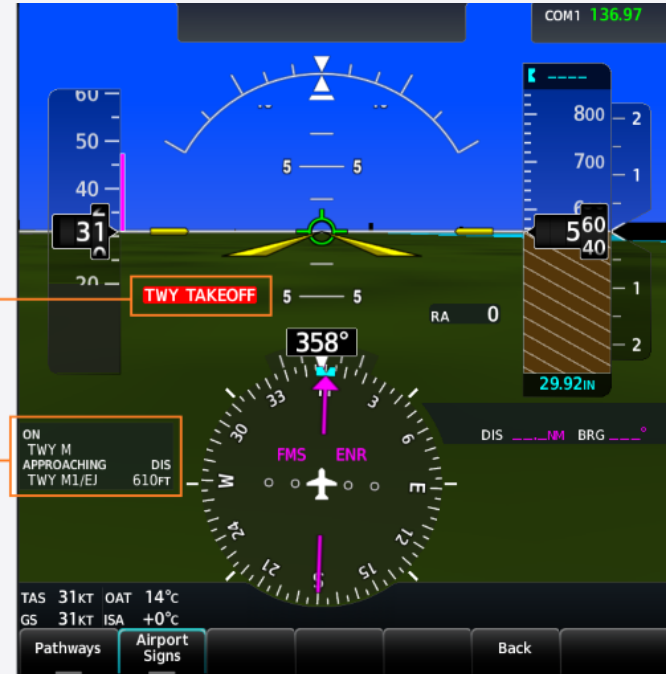 COM1 136.97
60
50
40
31
20
TWY TAKEOFF
5 5
5 5
----
800
700
560
40
2
1
1
2
RA 0
29.92IN
358°
33
3
6
E
12
15
S
21
24
W
30
FMS ENR
DIS __._NM BRG ___°
ON
TWY M
APPROACHING DIS
TWY M1/EJ 610FT
TAS 31KT OAT 14°C
GS 31KT ISA +0°C
Pathways
Airport
Signs
Back